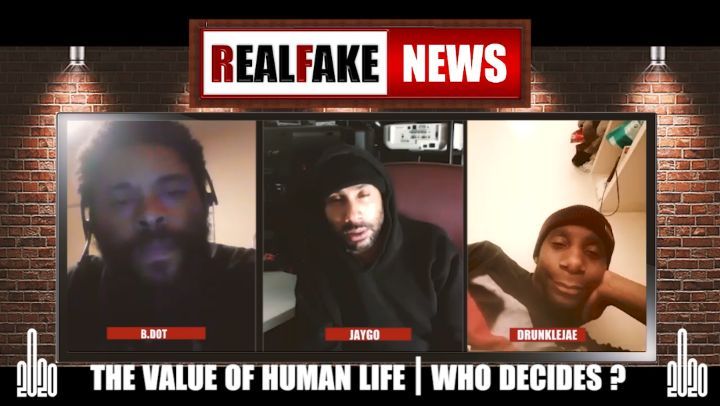 REALFAKE NEWS
B.DOT
JAYGO
DRUNKLEJAE
THE VALUE OF HUMAN LIFE | WHO DECIDES ?
2020
2020